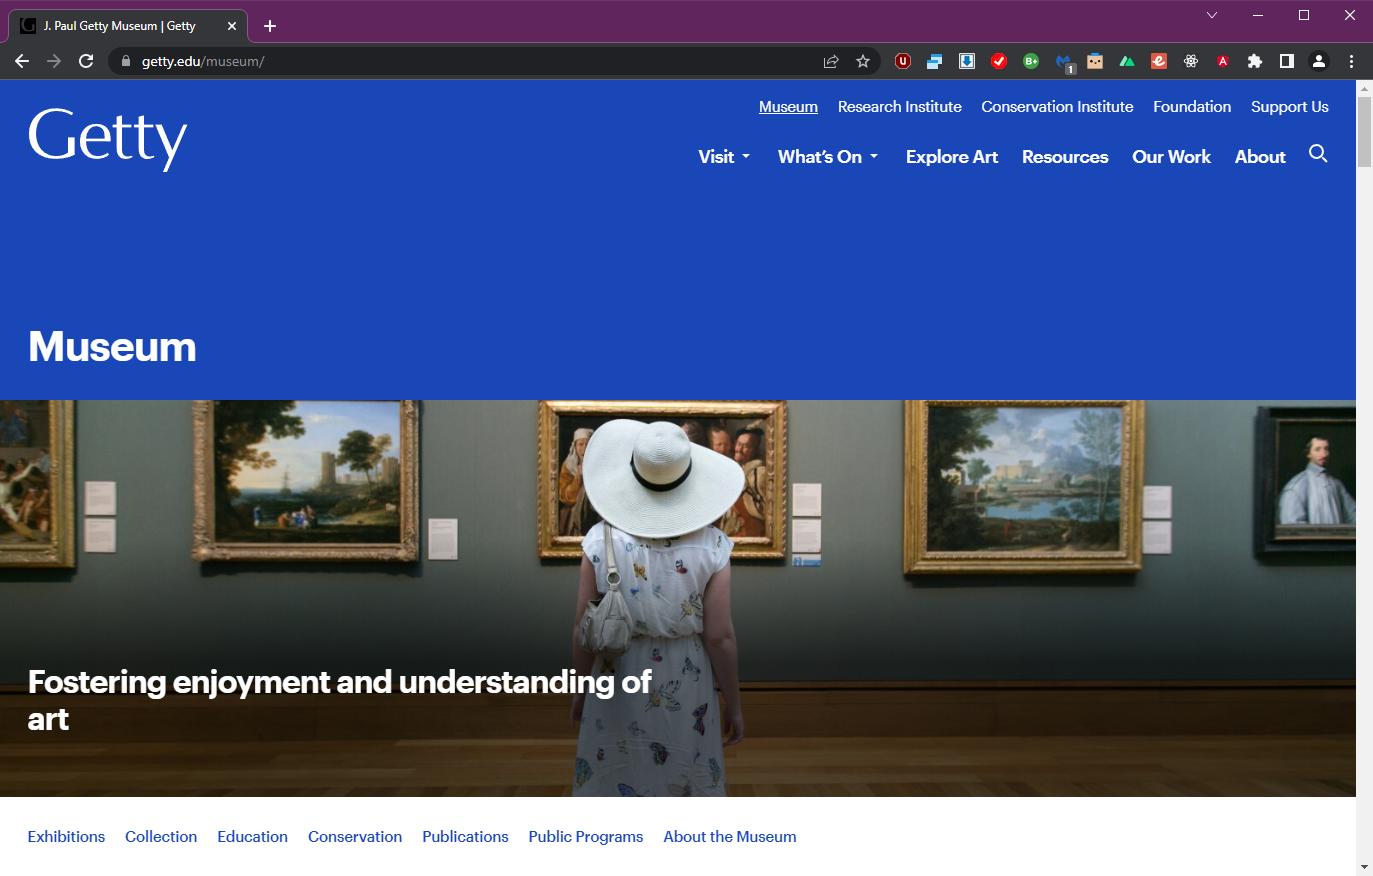 J. Paul Getty Museum | Getty
getty.edu/museum/
1
Getty
Museum Research Institute Conservation Institute Foundation Support Us
Visit What’s On Explore Art Resources Our Work About
Museum
Fostering enjoyment and understanding of
art
Exhibitions Collection Education Conservation Publications Public Programs About the Museum